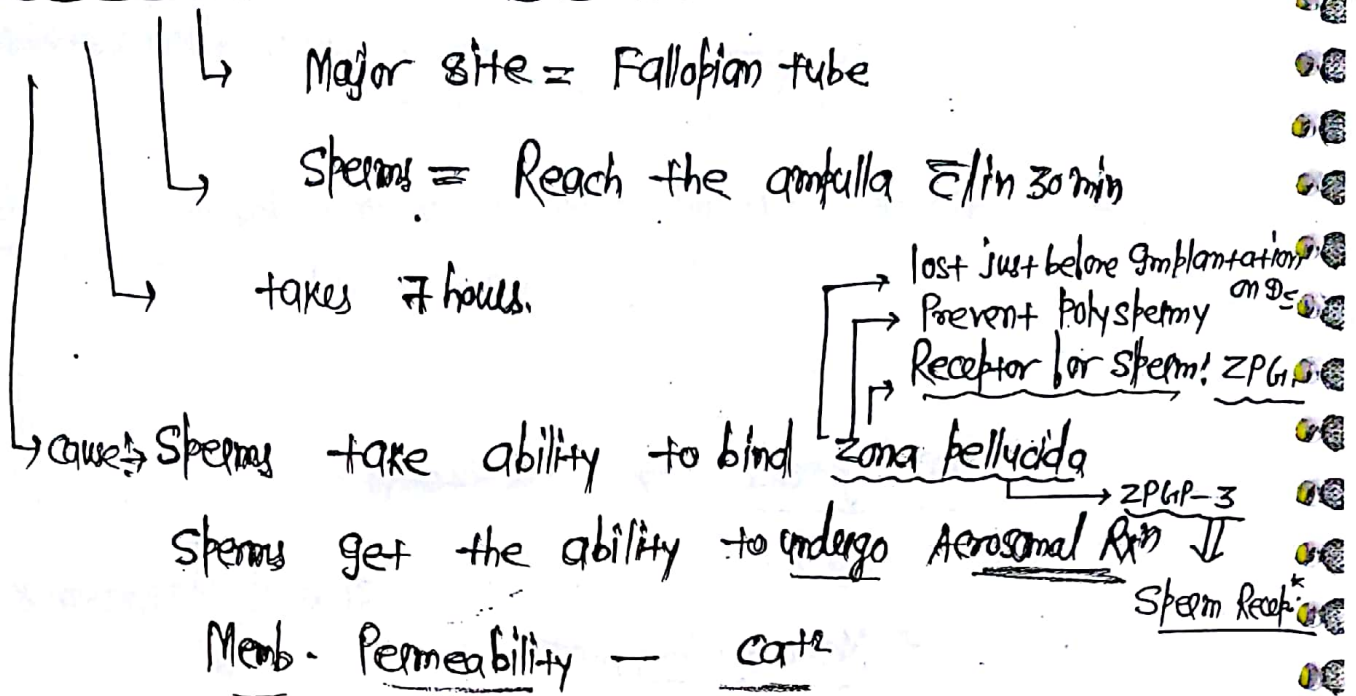 Major site = Fallopian tube
Sperms = Reach the ampulla c̄/in 30 min
takes 7 hours.
lost just before Implantation
on D5
Prevent Polyspermy
Receptor for sperm: ZPG
cause: Sperms take ability to bind zona pellucida
ZPGP-3
Sperms get the ability to undergo Acrosomal Rxn
Sperm Recep*
Memb. Permeability — Ca+2